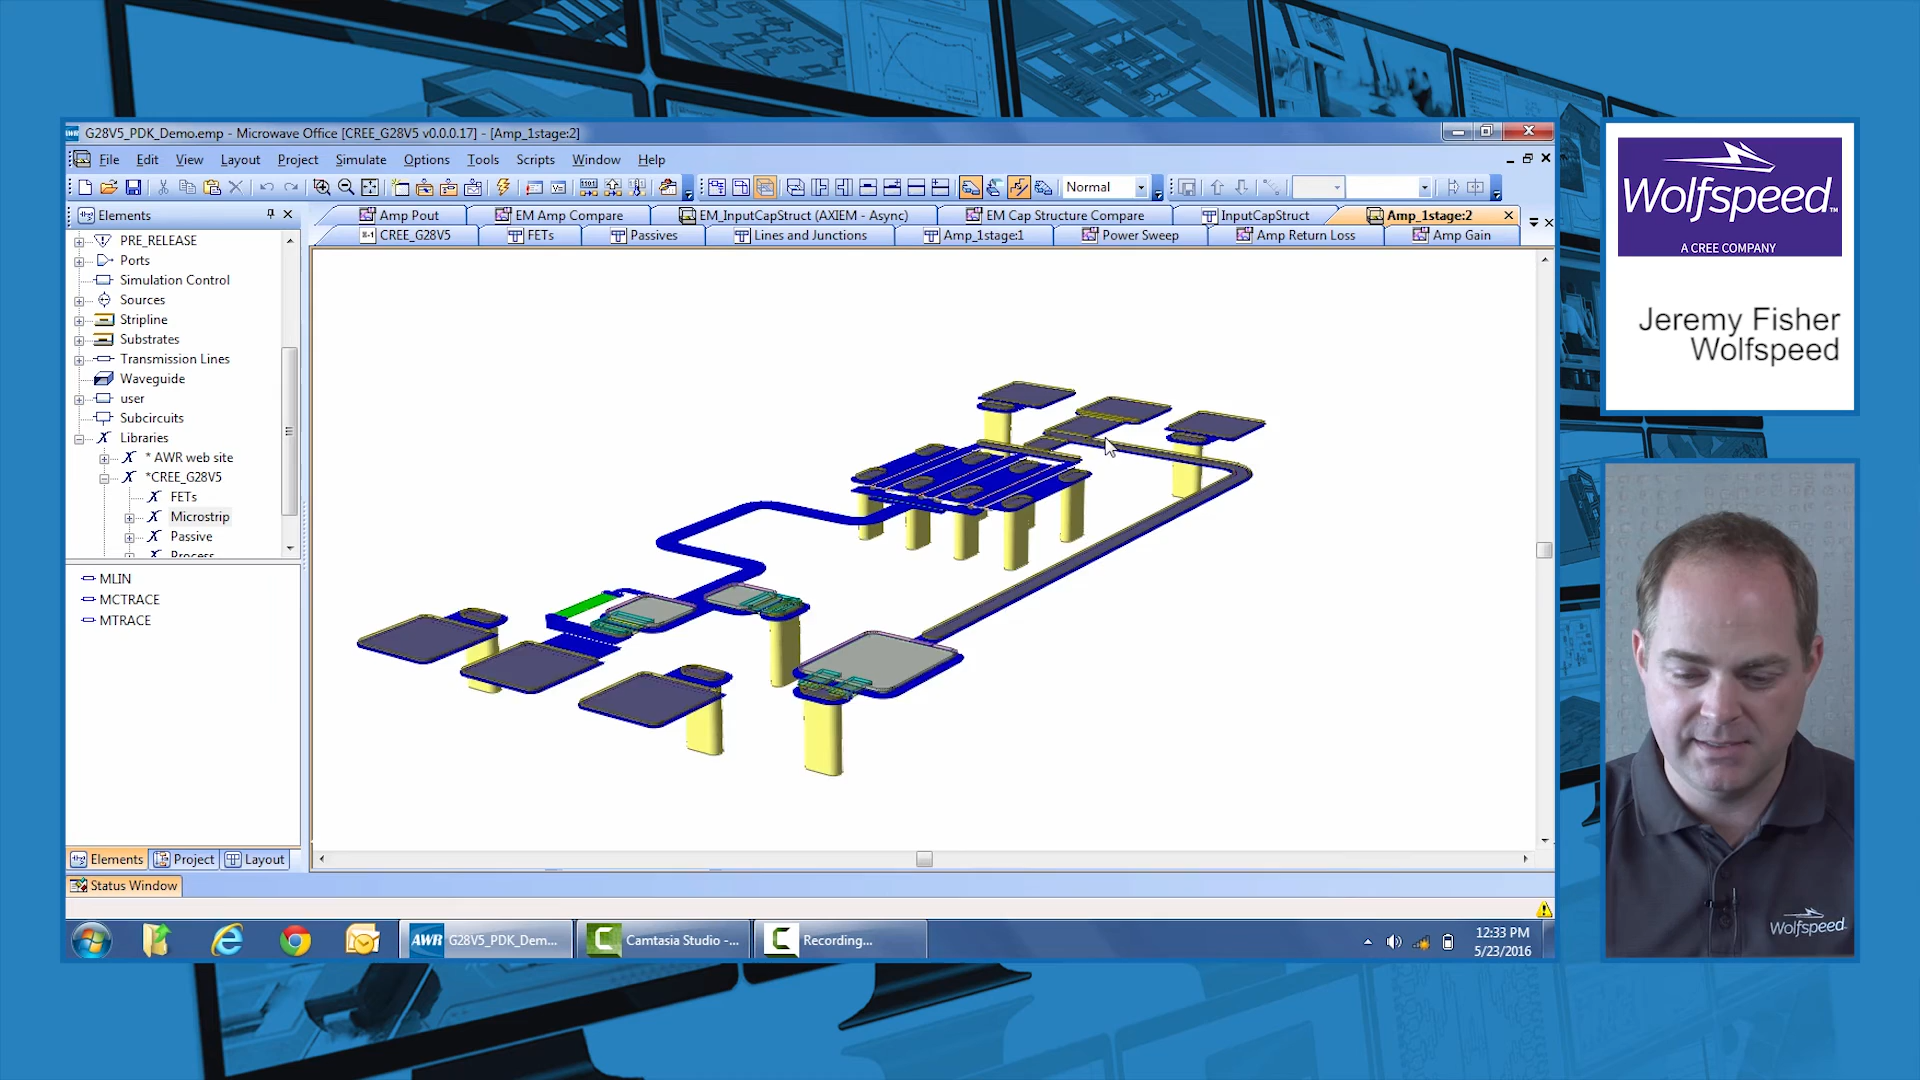 G28V5_PDK_Demo.emp - Microwave Office [CREE_G28V5 v0.0.0.17] - [Amp_1stage:2]
File Edit View Layout Project Simulate Options Tools Scripts Window Help
Normal
Elements
Amp Pout EM Amp Compare EM_InputCapStruct (AXIEM - Async) EM Cap Structure Compare InputCapStruct Amp_1stage:2
CREE_G28V5 FETs Passives Lines and Junctions Amp_1stage:1 Power Sweep Amp Return Loss Amp Gain
PRE_RELEASE
Ports
Simulation Control
Sources
Stripline
Substrates
Transmission Lines
Waveguide
user
Subcircuits
Libraries
* AWR web site
*CREE_G28V5
FETs
Microstrip
Passive
Process
MLIN
MCTRACE
MTRACE
Elements Project Layout
Status Window
AWR G28V5_PDK_Dem... Camtasia Studio -... Recording...
12:33 PM
5/23/2016
Wolfspeed™
A CREE COMPANY
Jeremy Fisher
Wolfspeed
Wolfspeed